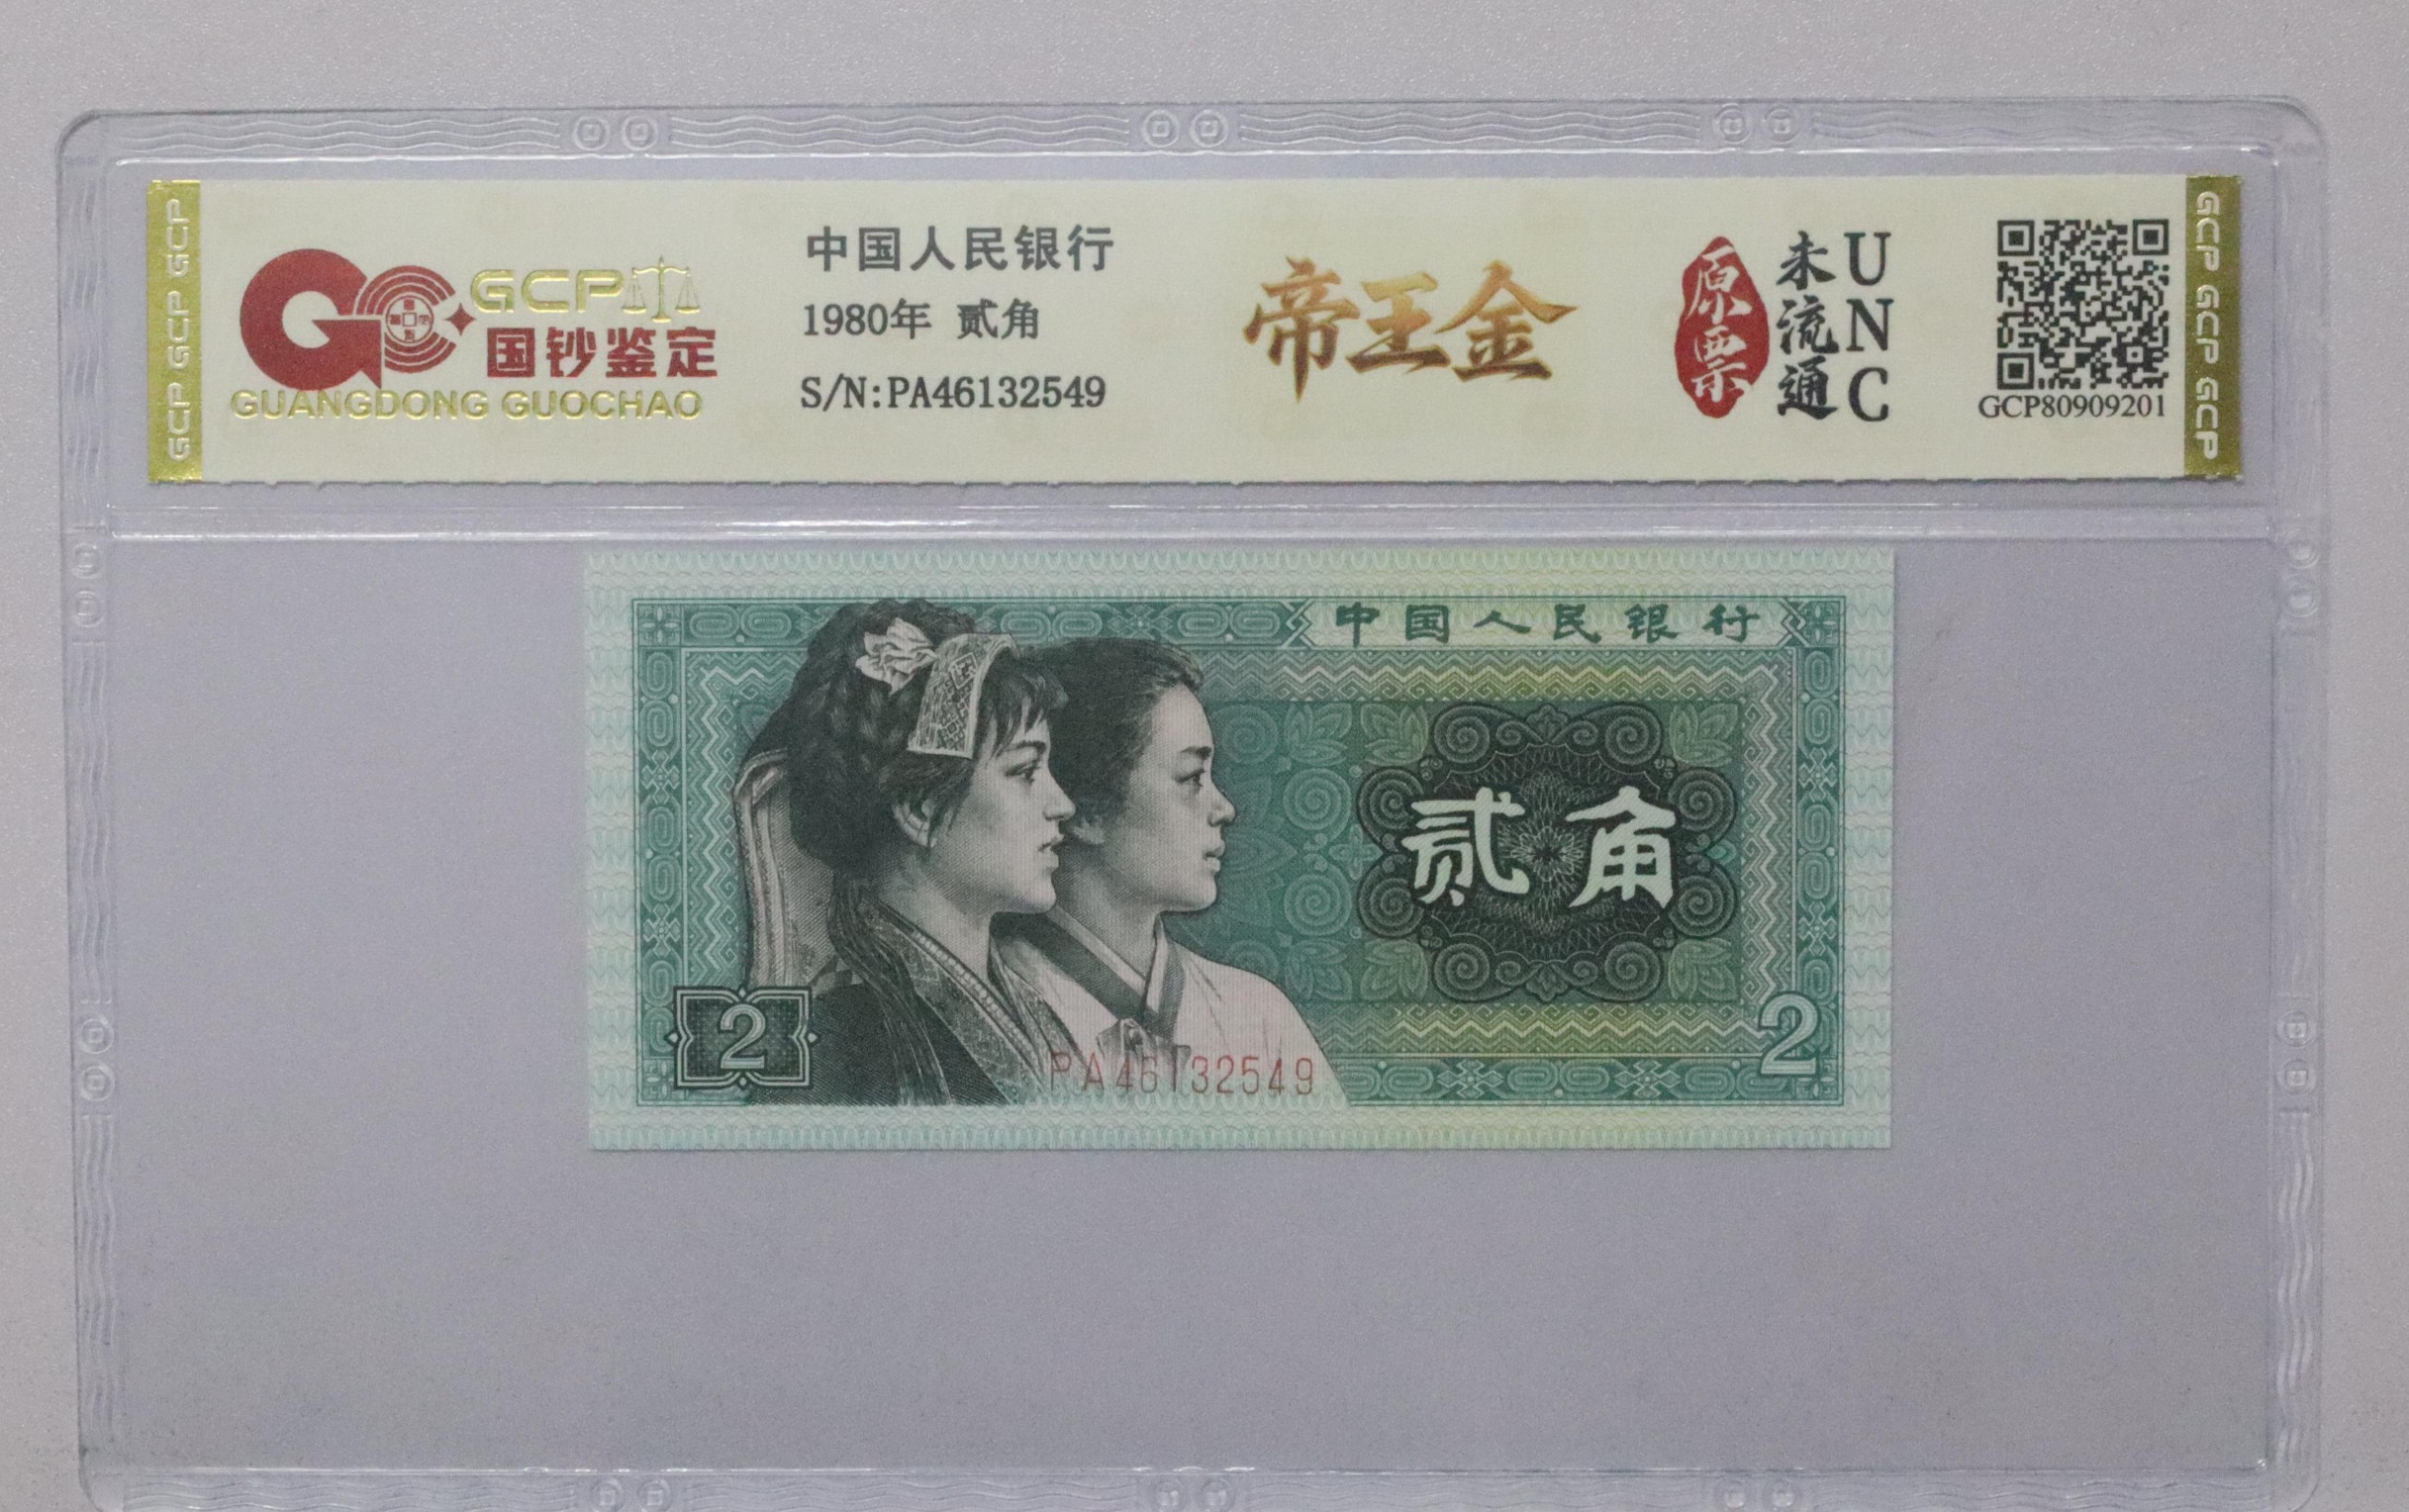 GCP GCP GCP
GCP
国钞鉴定
GUANGDONG GUOCHAO
中国人民银行
1980年 贰角
S/N:PA46132549
帝王金
原票
未流通
UNC
GCP80909201
GCP GCP GCP
中国人民银行
贰角
2
2
PA46132549